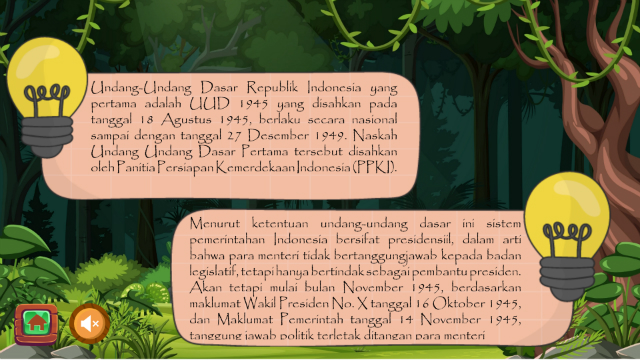 Undang-Undang Dasar Republik Indonesia yang
pertama adalah UUD 1945 yang disahkan pada
tanggal 18 Agustus 1945, berlaku secara nasional
sampai dengan tanggal 27 Desember 1949. Naskah
Undang Undang Dasar Pertama tersebut disahkan
oleh Panitia Persiapan Kemerdekaan Indonesia (PPKI).
Menurut ketentuan undang-undang dasar ini sistem
pemerintahan Indonesia bersifat presidensiil, dalam arti
bahwa para menteri tidak bertanggungjawab kepada badan
legislatif, tetapi hanya bertindak sebagai pembantu presiden.
Akan tetapi mulai bulan November 1945, berdasarkan
maklumat Wakil Presiden No. X tanggal 16 Oktober 1945,
dan Maklumat Pemerintah tanggal 14 November 1945,
tanggung jawab politik terletak ditangan para menteri